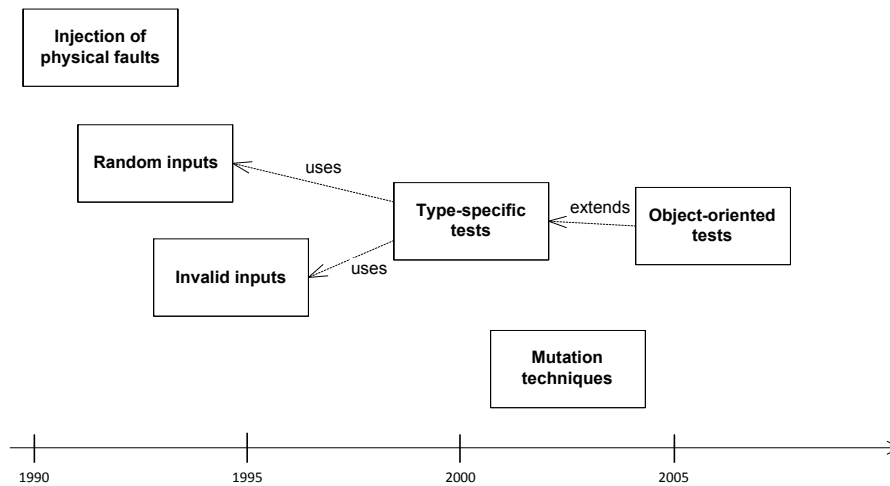 Injection of
physical faults
Random inputs
uses
Type-specific
tests
extends
Object-oriented
tests
Invalid inputs
uses
Mutation
techniques
1990
1995
2000
2005